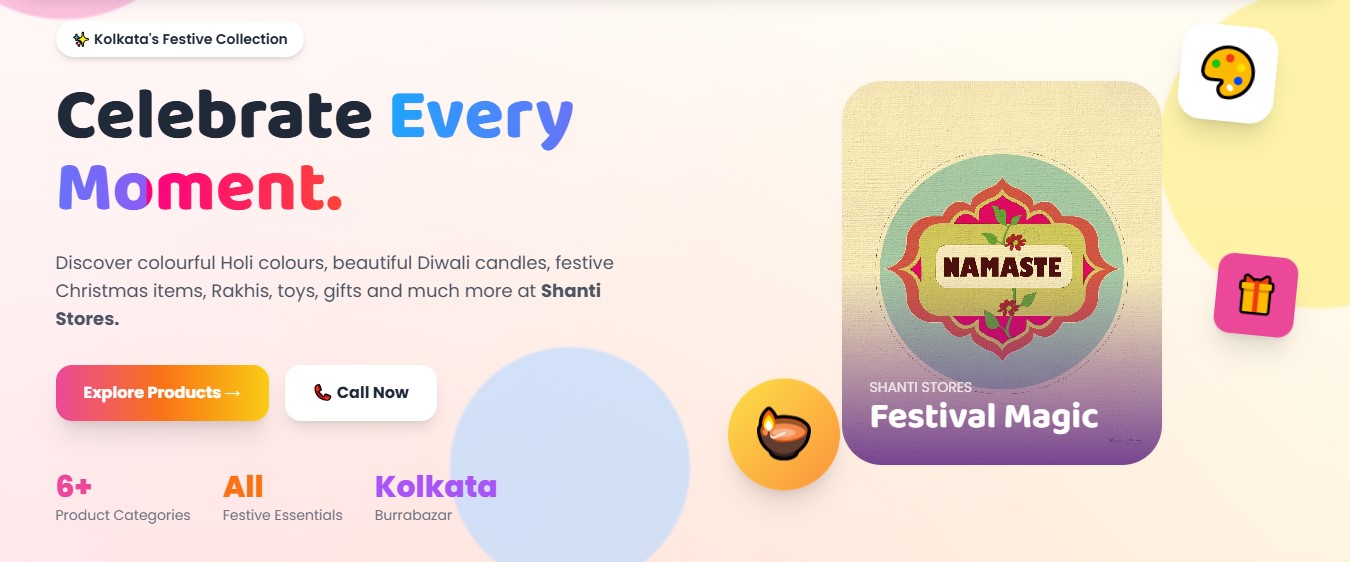 ✨ Kolkata's Festive Collection
Celebrate Every
Moment.
Discover colourful Holi colours, beautiful Diwali candles, festive
Christmas items, Rakhis, toys, gifts and much more at Shanti
Stores.
Explore Products →
📞 Call Now
6+
Product Categories
All
Festive Essentials
Kolkata
Burrabazar
NAMASTE
SHANTI STORES
Festival Magic